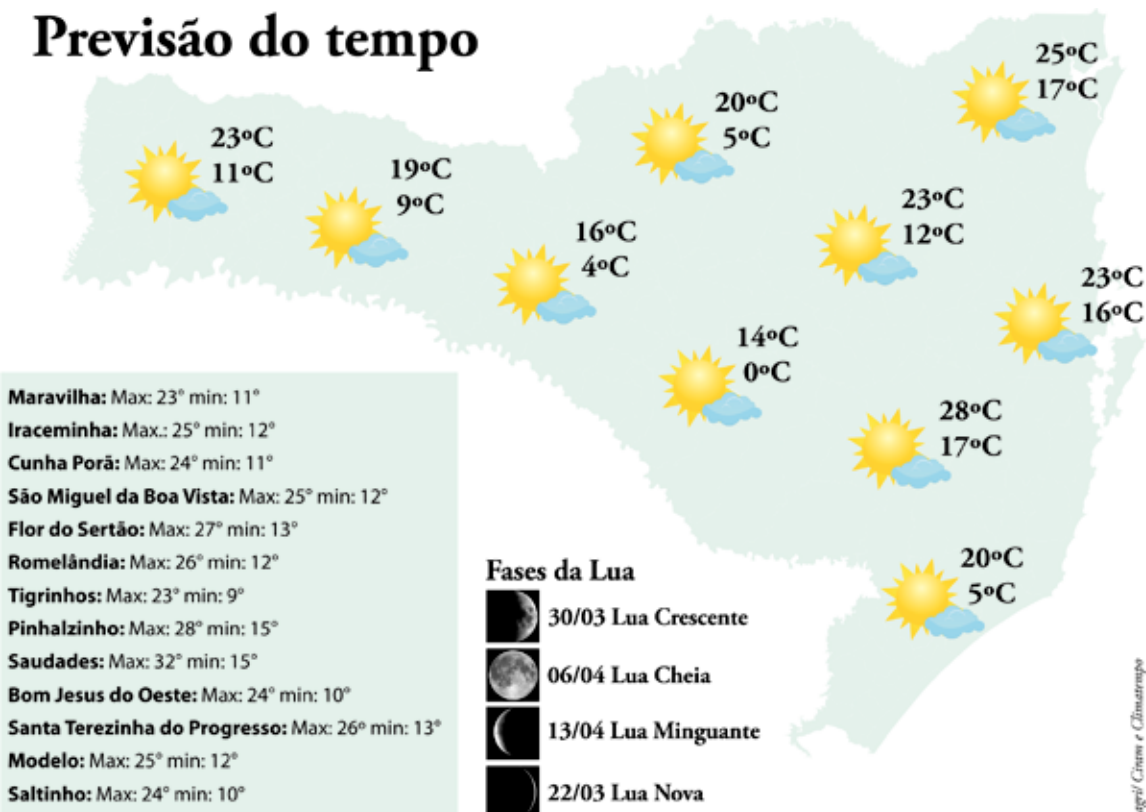 Previsão do tempo
25ºC
17ºC
20ºC
5ºC
23ºC
11ºC
19ºC
9ºC
23ºC
12ºC
16ºC
4ºC
23ºC
16ºC
14ºC
0ºC
28ºC
17ºC
20ºC
5ºC
Maravilha: Max: 23° min: 11°
Iraceminha: Max.: 25° min: 12°
Cunha Porã: Max: 24° min: 11°
São Miguel da Boa Vista: Max: 25° min: 12°
Flor do Sertão: Max: 27° min: 13°
Romelândia: Max: 26° min: 12°
Tigrinhos: Max: 23° min: 9°
Pinhalzinho: Max: 28° min: 15°
Saudades: Max: 32° min: 15°
Bom Jesus do Oeste: Max: 24° min: 10°
Santa Terezinha do Progresso: Max: 26º min: 13°
Modelo: Max: 25° min: 12°
Saltinho: Max: 24° min: 10°
Fases da Lua
30/03 Lua Crescente
06/04 Lua Cheia
13/04 Lua Minguante
22/03 Lua Nova
Ciram e Climatempo